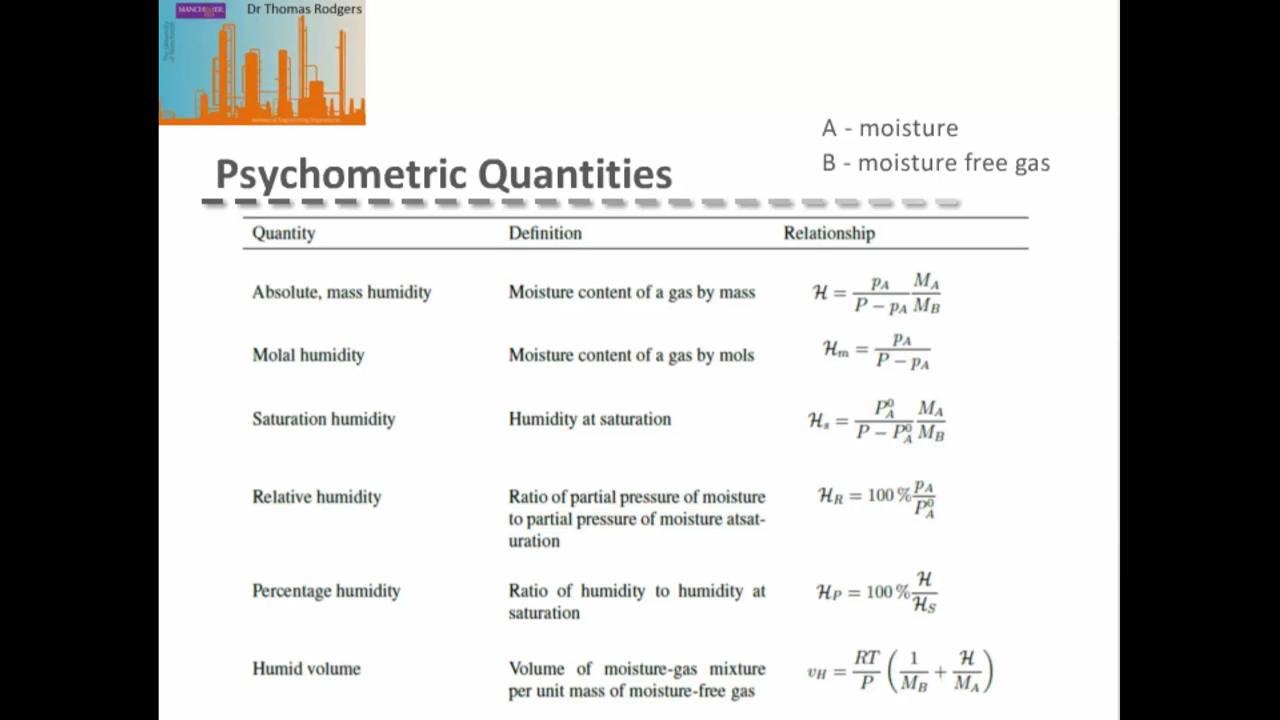 MANCHESTER
Dr Thomas Rodgers
A - moisture
B - moisture free gas
Psychometric Quantities
Quantity Definition Relationship
Absolute, mass humidity Moisture content of a gas by mass ℋ = p_A/(P − p_A) M_A/M_B
Molal humidity Moisture content of a gas by mols ℋ_m = p_A/(P − p_A)
Saturation humidity Humidity at saturation ℋ_s = P_A^0/(P − P_A^0) M_A/M_B
Relative humidity Ratio of partial pressure of moisture ℋ_R = 100 % p_A/P_A^0
to partial pressure of moisture atsat-
uration
Percentage humidity Ratio of humidity to humidity at ℋ_P = 100 % ℋ/ℋ_S
saturation
Humid volume Volume of moisture-gas mixture v_H = RT/P (1/M_B + ℋ/M_A)
per unit mass of moisture-free gas